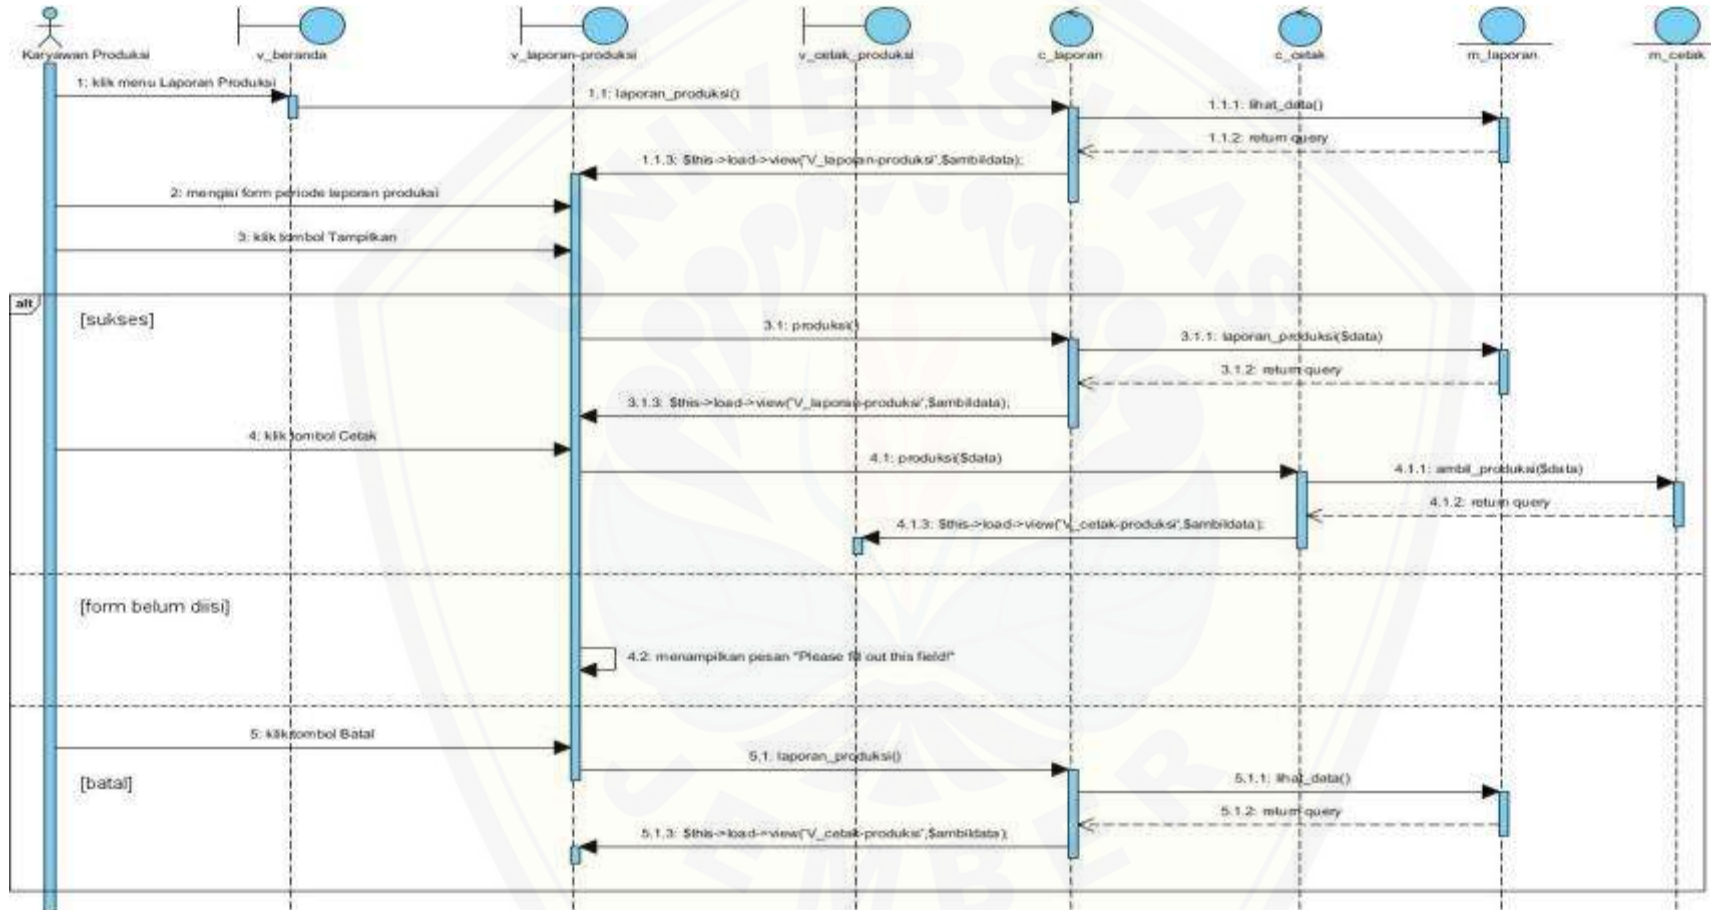 Karyawan Produksi
v_beranda
v_laporan-produksi
v_cetak_produksi
c_laporan
c_cetak
m_laporan
m_cetak
1: klik menu Laporan Produksi
1.1: laporan_produksi()
1.1.1: lihat_data()
1.1.2: return query
1.1.3: $this->load->view('V_laporan-produksi',$ambildata);
2: mengisi form periode laporan produksi
3: klik tombol Tampilkan
alt
[sukses]
3.1: produksi()
3.1.1: laporan_produksi($data)
3.1.2: return query
3.1.3: $this->load->view('V_laporan-produksi',$ambildata);
4: klik tombol Cetak
4.1: produksi($data)
4.1.1: ambil_produksi($data)
4.1.2: return query
4.1.3: $this->load->view('V_cetak-produksi',$ambildata);
[form belum diisi]
4.2: menampilkan pesan "Please fill out this field!"
5: klik tombol Batal
5.1: laporan_produksi()
[batal]
5.1.1: lihat_data()
5.1.2: return query
5.1.3: $this->load->view('V_cetak-produksi',$ambildata);
UNIVERSITAS
JEMBER